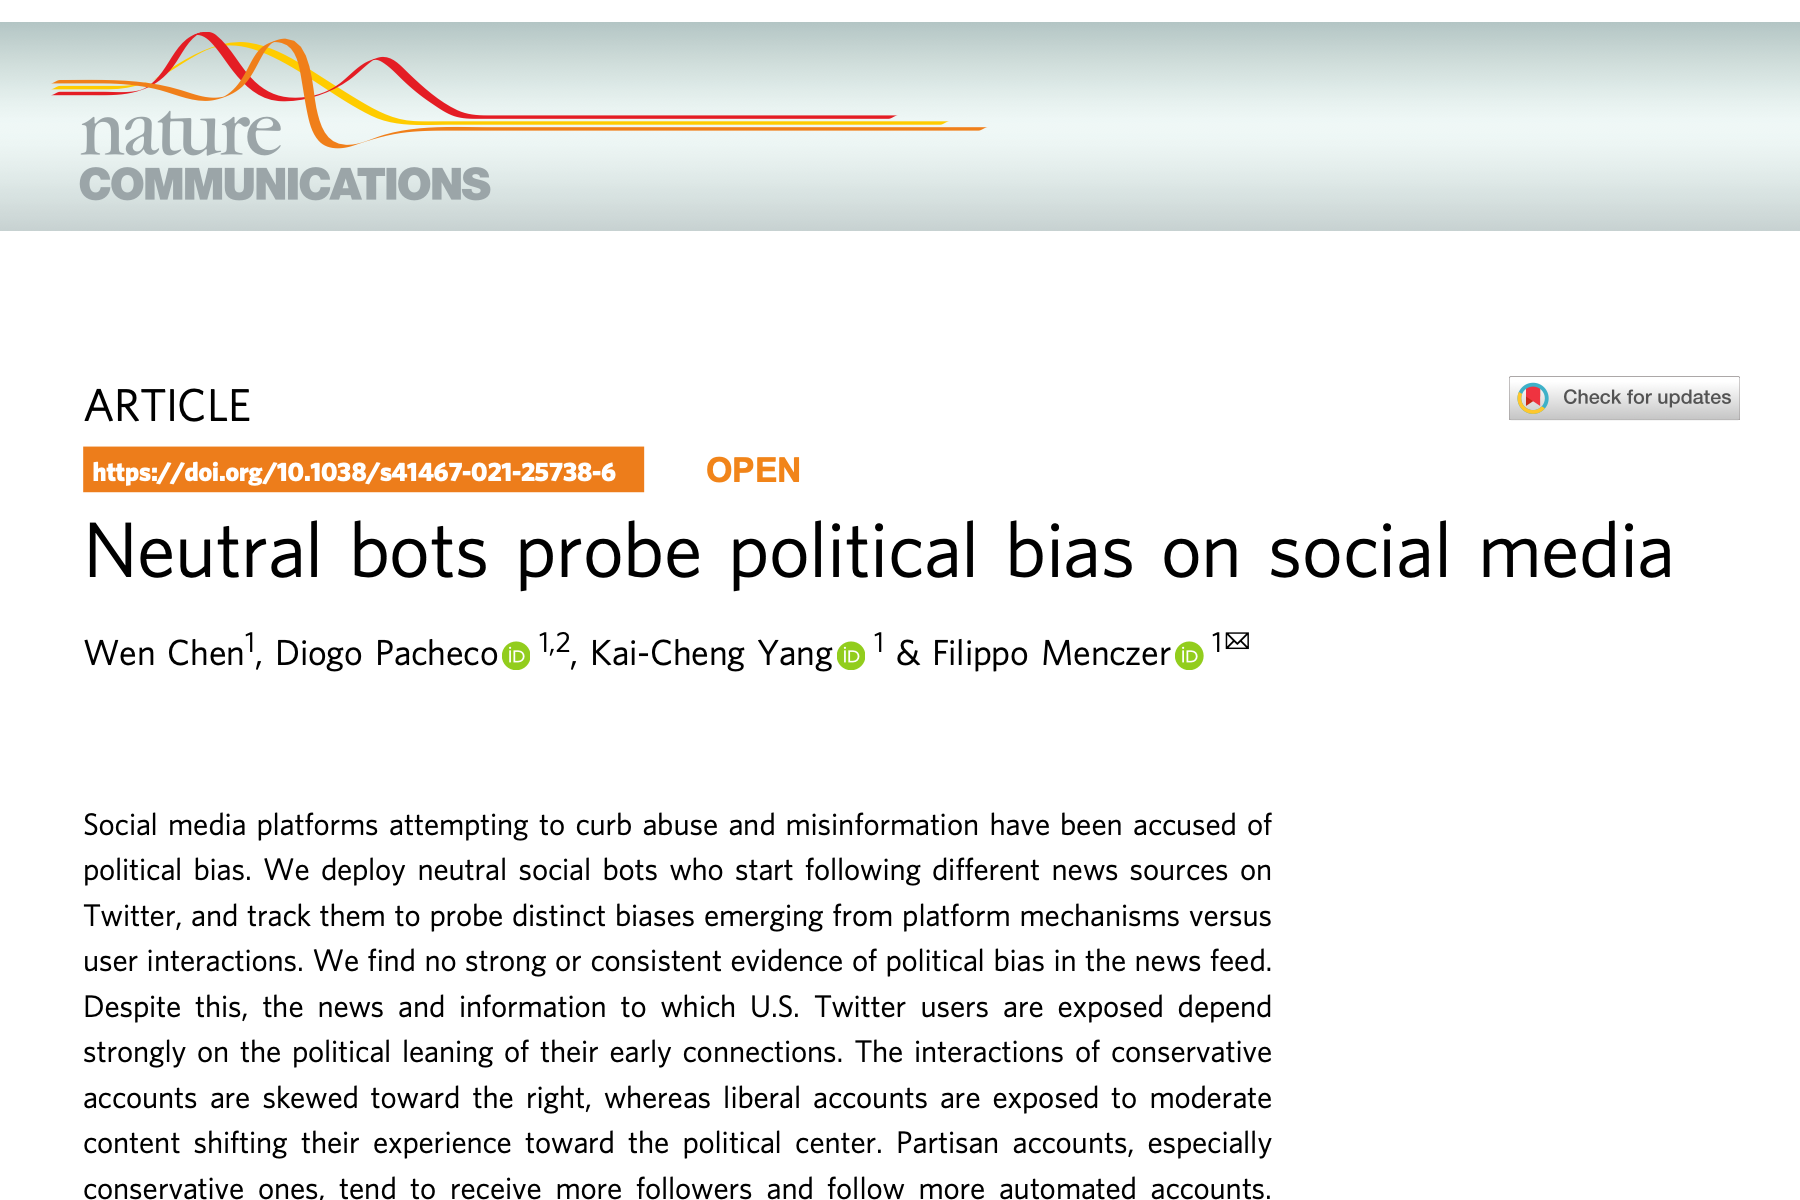 nature
COMMUNICATIONS
ARTICLE
Check for updates
https://doi.org/10.1038/s41467-021-25738-6 OPEN
Neutral bots probe political bias on social media
Wen Chen1, Diogo Pacheco iD 1,2, Kai-Cheng Yang iD 1 & Filippo Menczer iD 1✉
Social media platforms attempting to curb abuse and misinformation have been accused of
political bias. We deploy neutral social bots who start following different news sources on
Twitter, and track them to probe distinct biases emerging from platform mechanisms versus
user interactions. We find no strong or consistent evidence of political bias in the news feed.
Despite this, the news and information to which U.S. Twitter users are exposed depend
strongly on the political leaning of their early connections. The interactions of conservative
accounts are skewed toward the right, whereas liberal accounts are exposed to moderate
content shifting their experience toward the political center. Partisan accounts, especially
conservative ones, tend to receive more followers and follow more automated accounts.